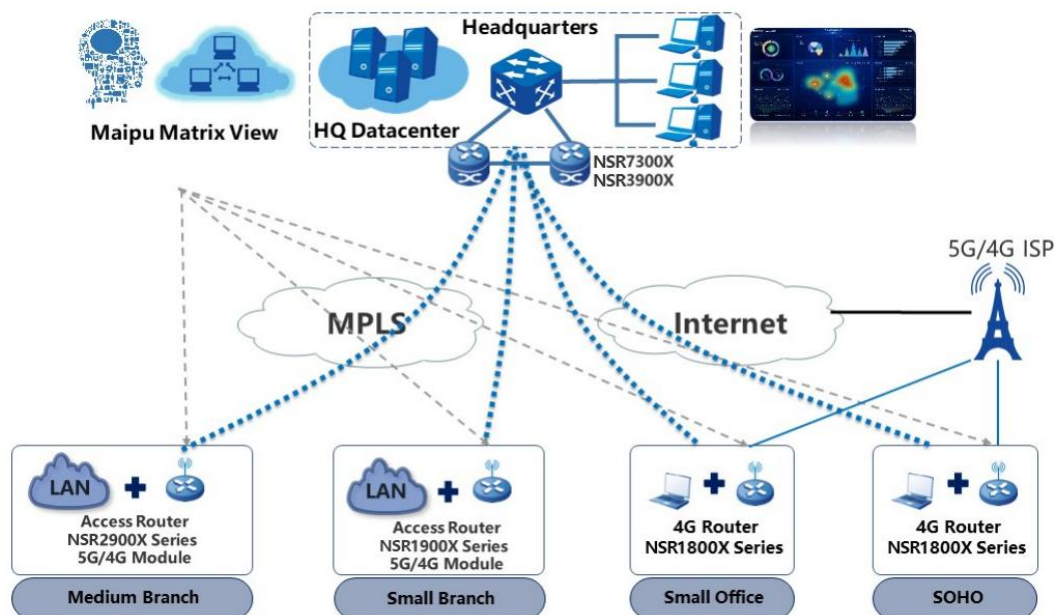 Headquarters
Maipu Matrix View
HQ Datacenter
NSR7300X
NSR3900X
5G/4G ISP
MPLS
Internet
LAN
Access Router
NSR2900X Series
5G/4G Module
Medium Branch
LAN
Access Router
NSR1900X Series
5G/4G Module
Small Branch
4G Router
NSR1800X Series
Small Office
4G Router
NSR1800X Series
SOHO